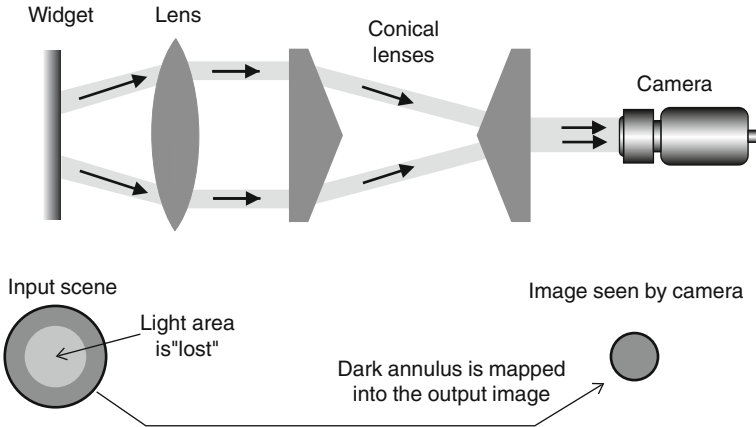 Widget
Lens
Conical
lenses
Camera
Input scene
Light area
is"lost"
Image seen by camera
Dark annulus is mapped
into the output image